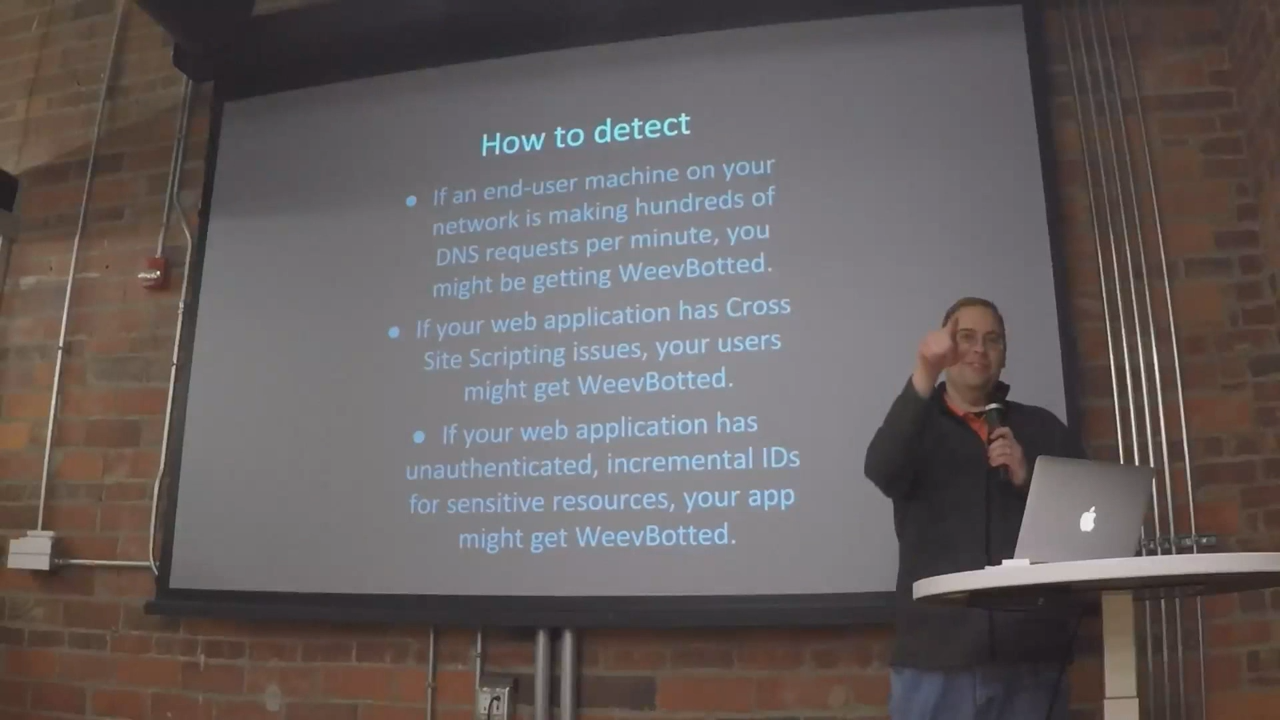 How to detect
• If an end-user machine on your
network is making hundreds of
DNS requests per minute, you
might be getting WeevBotted.
• If your web application has Cross
Site Scripting issues, your users
might get WeevBotted.
• If your web application has
unauthenticated, incremental IDs
for sensitive resources, your app
might get WeevBotted.